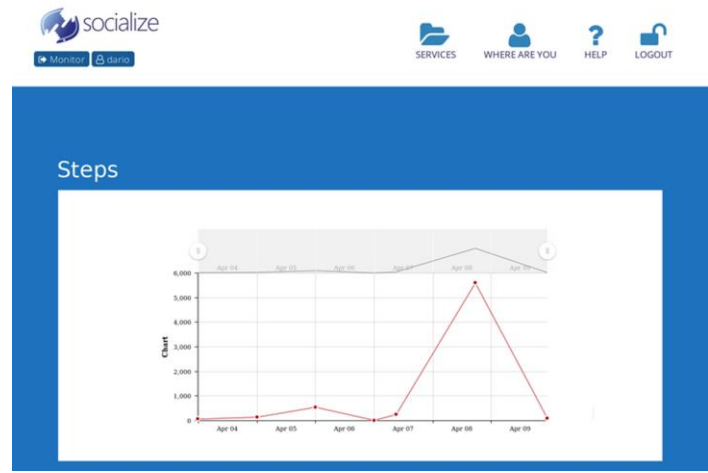 socialize
Monitor dario
SERVICES WHERE ARE YOU HELP LOGOUT
Steps
Apr 04 Apr 05 Apr 06 Apr 07 Apr 08 Apr 09
6,000
5,000
4,000
3,000
2,000
1,000
0
Chart
Apr 04 Apr 05 Apr 06 Apr 07 Apr 08 Apr 09